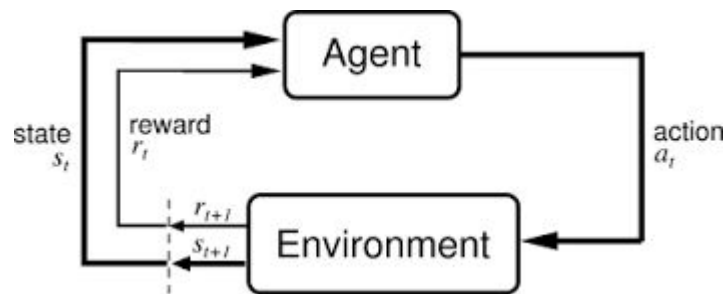 Agent
state
s_t
reward
r_t
action
a_t
r_{t+1}
s_{t+1}
Environment